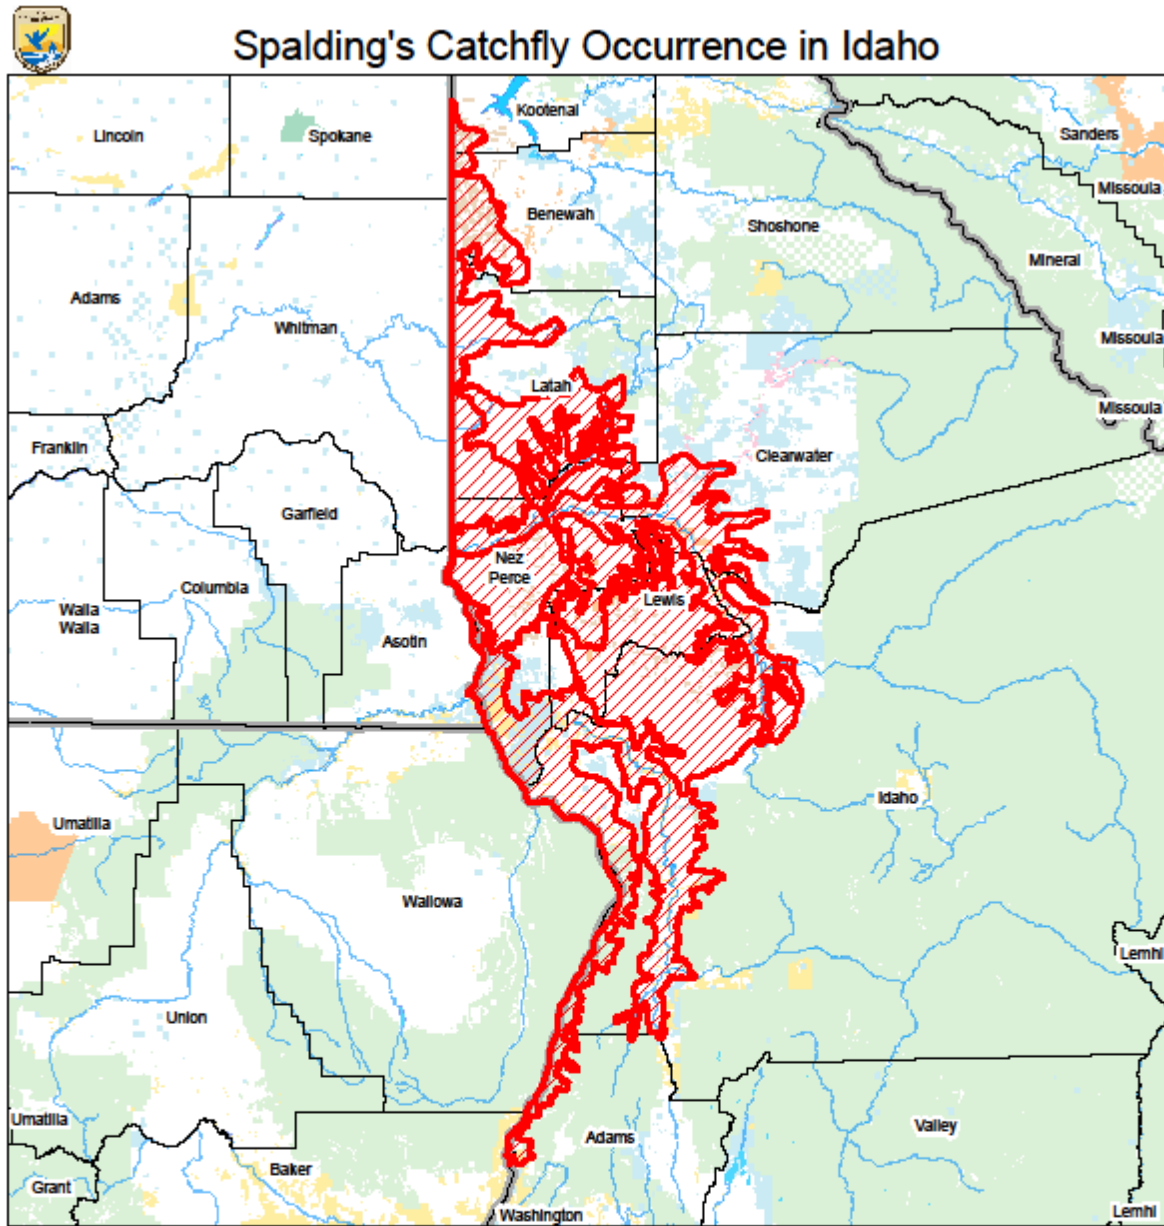 Spalding's Catchfly Occurrence in Idaho
Kootenai
Lincoln
Spokane
Sanders
Missoula
Benewah
Shoshone
Mineral
Adams
Whitman
Missoula
Latah
Missoula
Franklin
Clearwater
Garfield
Nez
Perce
Columbia
Lewis
Walla
Walla
Asotin
Idaho
Umatilla
Wallowa
Lemhi
Union
Umatilla
Adams
Valley
Baker
Grant
Washington
Lemhi